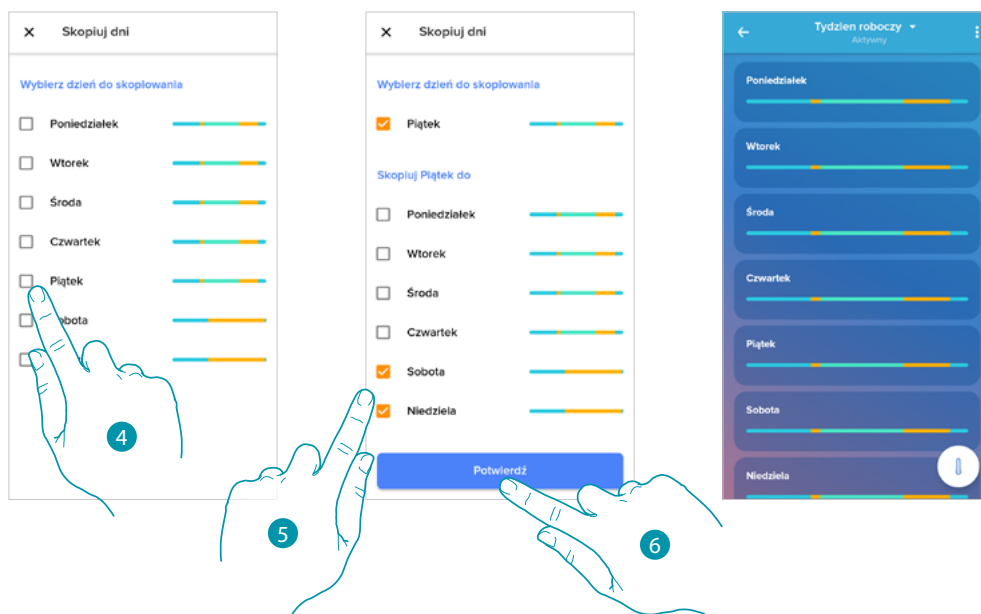 Skopiuj dni
Wybierz dzień do skopiowania
Poniedziałek
Wtorek
Środa
Czwartek
Piątek
4
Skopiuj dni
Wybierz dzień do skopiowania
Piątek
Skopiuj Piątek do
Poniedziałek
Wtorek
Środa
Czwartek
Sobota
Niedziela
Potwierdź
5
6
Tydzien roboczy
Aktywny
Poniedziałek
Wtorek
Środa
Czwartek
Piątek
Sobota
Niedziela